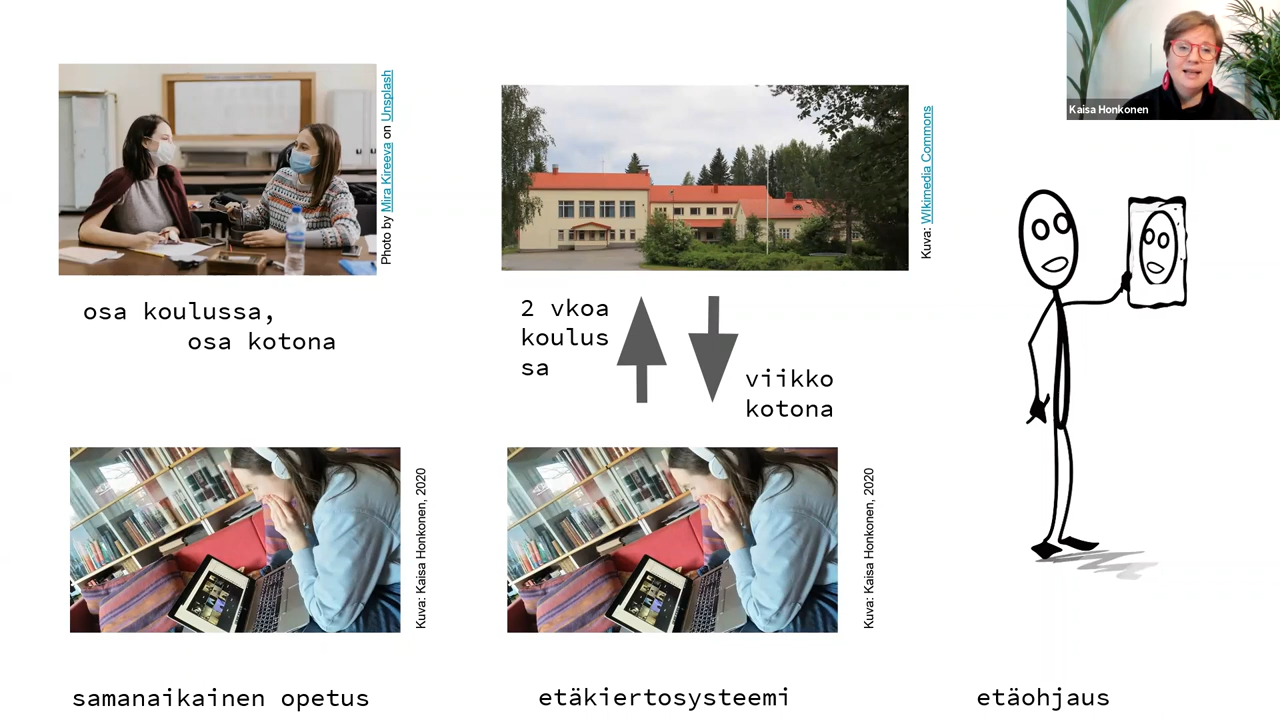 Kaisa Honkonen
Photo by Mira Kireeva on Unsplash
osa koulussa,
osa kotona
Kuva: Kaisa Honkonen, 2020
samanaikainen opetus
Kuva: WIkimedia Commons
2 vkoa
koulus
sa
viikko
kotona
Kuva: Kaisa Honkonen, 2020
etäkiertosysteemi
etäohjaus